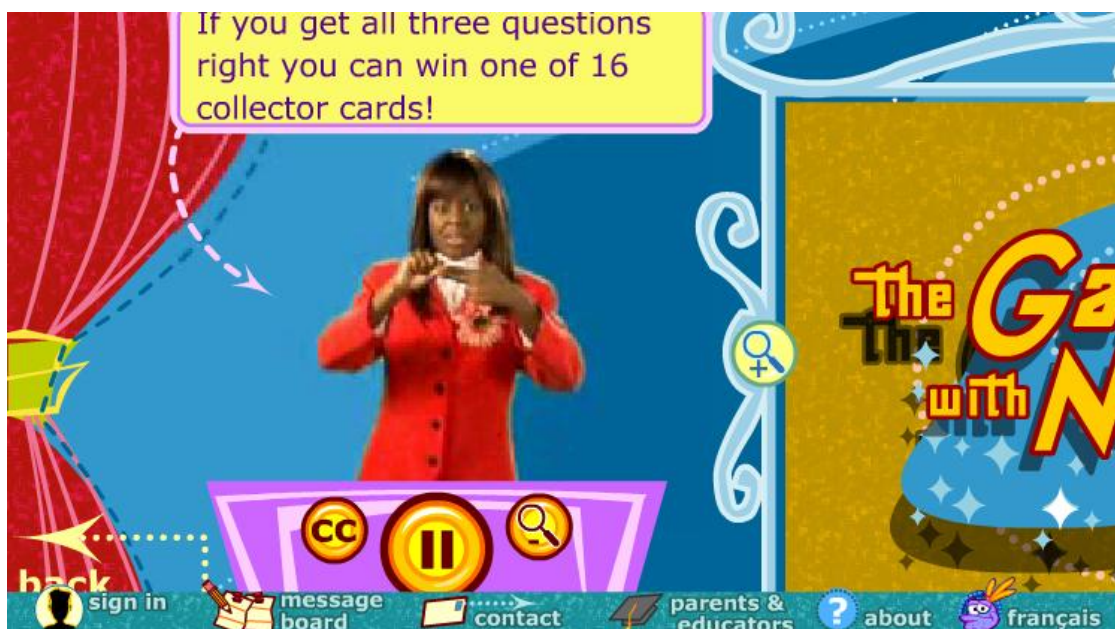 If you get all three questions
right you can win one of 16
collector cards!
the Ga
with N
CC
back
sign in
message
board
contact
parents &
educators
about
français